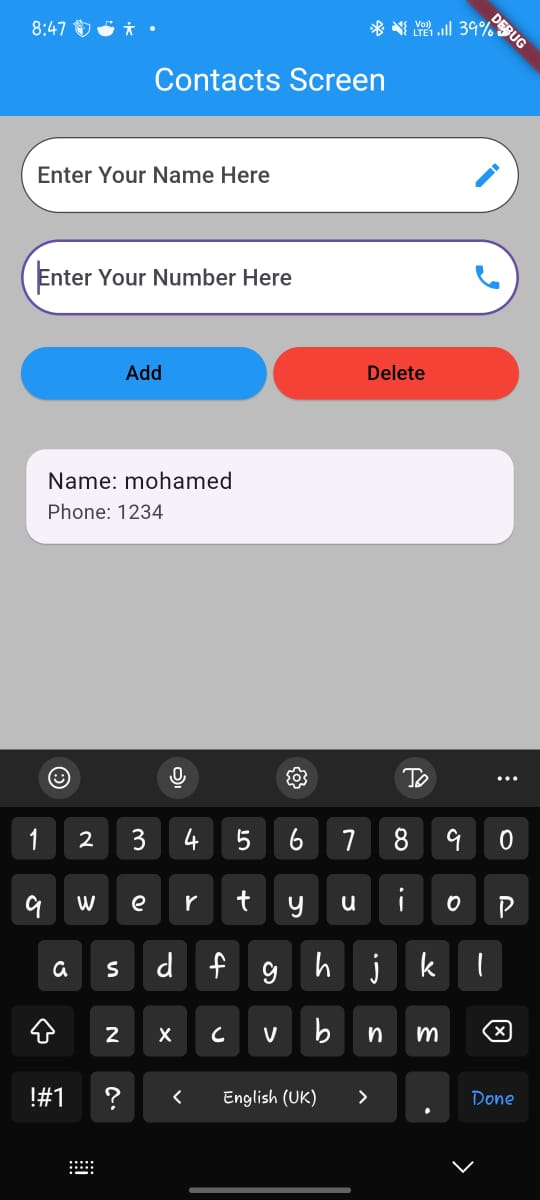 8:47 Vo)) LTE1 39%
DEBUG
Contacts Screen
Enter Your Name Here
Enter Your Number Here
Add Delete
Name: mohamed
Phone: 1234
1 2 3 4 5 6 7 8 9 0
q w e r t y u i o p
a s d f g h j k l
z x c v b n m
!#1 ? < English (UK) > . Done